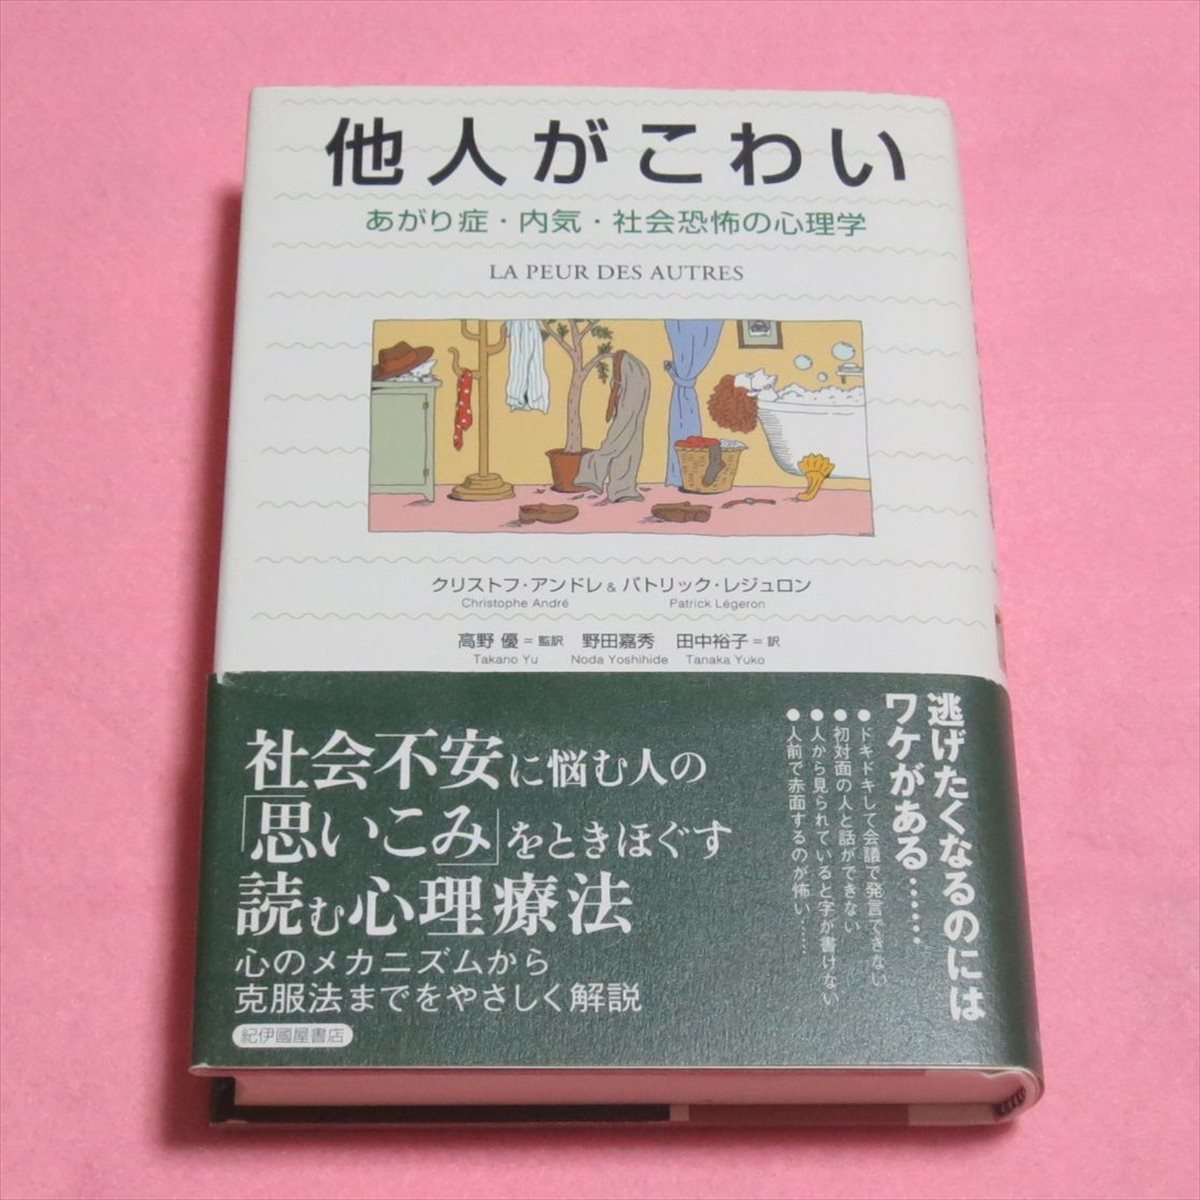 他人がこわい
あがり症・内気・社会恐怖の心理学
LA PEUR DES AUTRES
クリストフ・アンドレ & パトリック・レジュロン
Christophe André Patrick Légeron
高野 優=監訳 野田嘉秀 田中裕子=訳
Takano Yu Noda Yoshihide Tanaka Yuko
逃げたくなるのには
ワケがある……
●ドキドキして会議で発言できない
●初対面の人と話ができない
●人から見られていると字が書けない
●人前で赤面するのが怖い……
社会不安に悩む人の
「思いこみ」をときほぐす
読む心理療法
心のメカニズムから
克服法までをやさしく解説
紀伊國屋書店